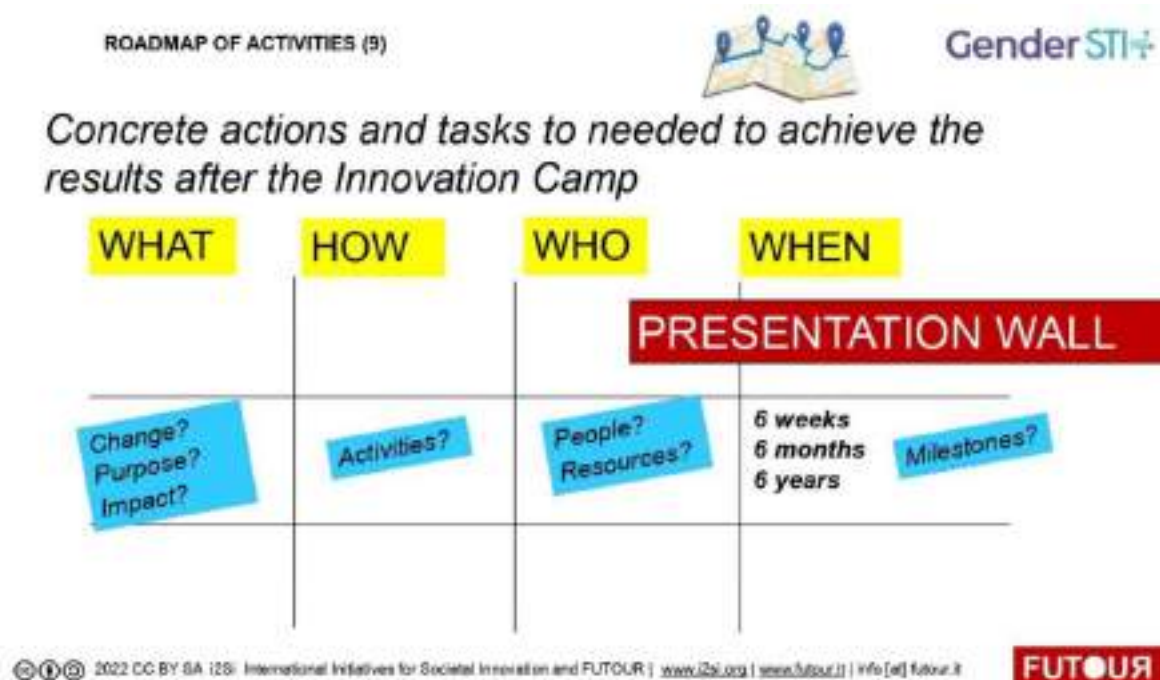 ROADMAP OF ACTIVITIES (9)
Gender STI
Concrete actions and tasks to needed to achieve the
results after the Innovation Camp
WHAT
HOW
WHO
WHEN
PRESENTATION WALL
Change?
Purpose?
Impact?
Activities?
People?
Resources?
6 weeks
6 months
6 years
Milestones?
2022 CC BY SA i2Si International Initiatives for Societal Innovation and FUTOUR | www.i2si.org | www.futour.it | info [at] futour.it
FUTOUR